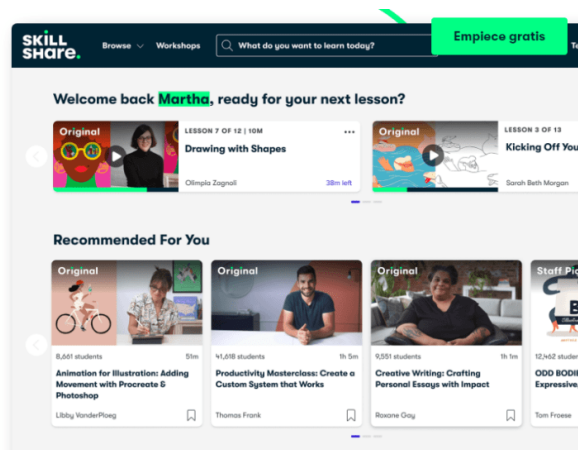 SKILL
SHare.
Browse
Workshops
What do you want to learn today?
Empiece gratis
Welcome back Martha, ready for your next lesson?
Original
LESSON 7 OF 12 | 10M
Drawing with Shapes
Olimpia Zagnoli
38m left
Original
LESSON 3 OF 13
Kicking Off You
Sarah Beth Morgan
Recommended For You
Original
8,661 students
51m
Animation for Illustration: Adding
Movement with Procreate &
Photoshop
Libby VanderPloeg
Original
41,618 students
1h 5m
Productivity Masterclass: Create a
Custom System that Works
Thomas Frank
Original
9,551 students
1h 1m
Creative Writing: Crafting
Personal Essays with Impact
Roxane Gay
Staff Pic
12,462 studen
ODD BODI
Expressive
Tom Froese